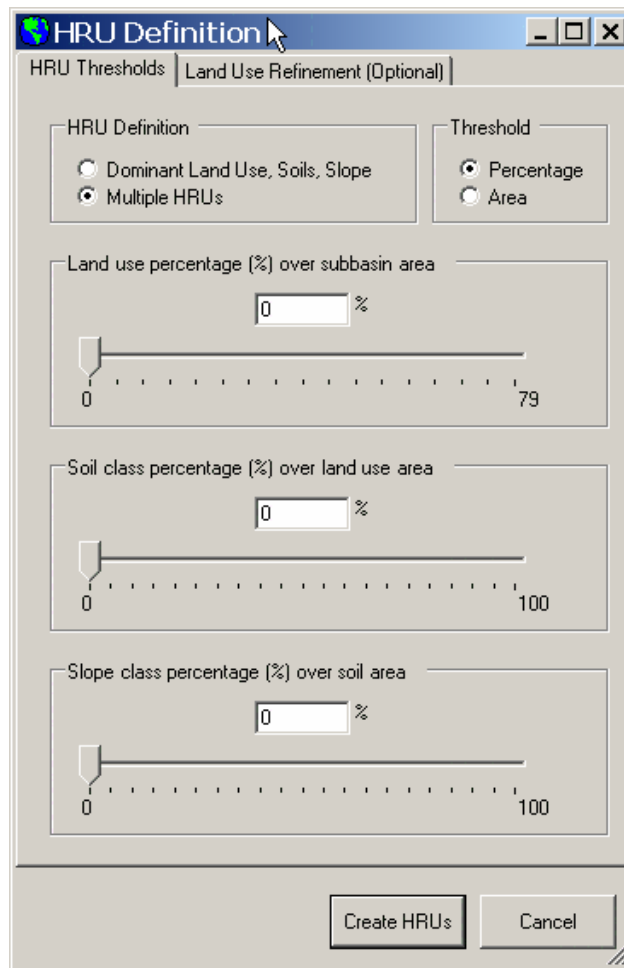 HRU Definition
HRU Thresholds
Land Use Refinement (Optional)
HRU Definition
Dominant Land Use, Soils, Slope
Multiple HRUs
Threshold
Percentage
Area
Land use percentage (%) over subbasin area
0 %
0 79
Soil class percentage (%) over land use area
0 %
0 100
Slope class percentage (%) over soil area
0 %
0 100
Create HRUs
Cancel